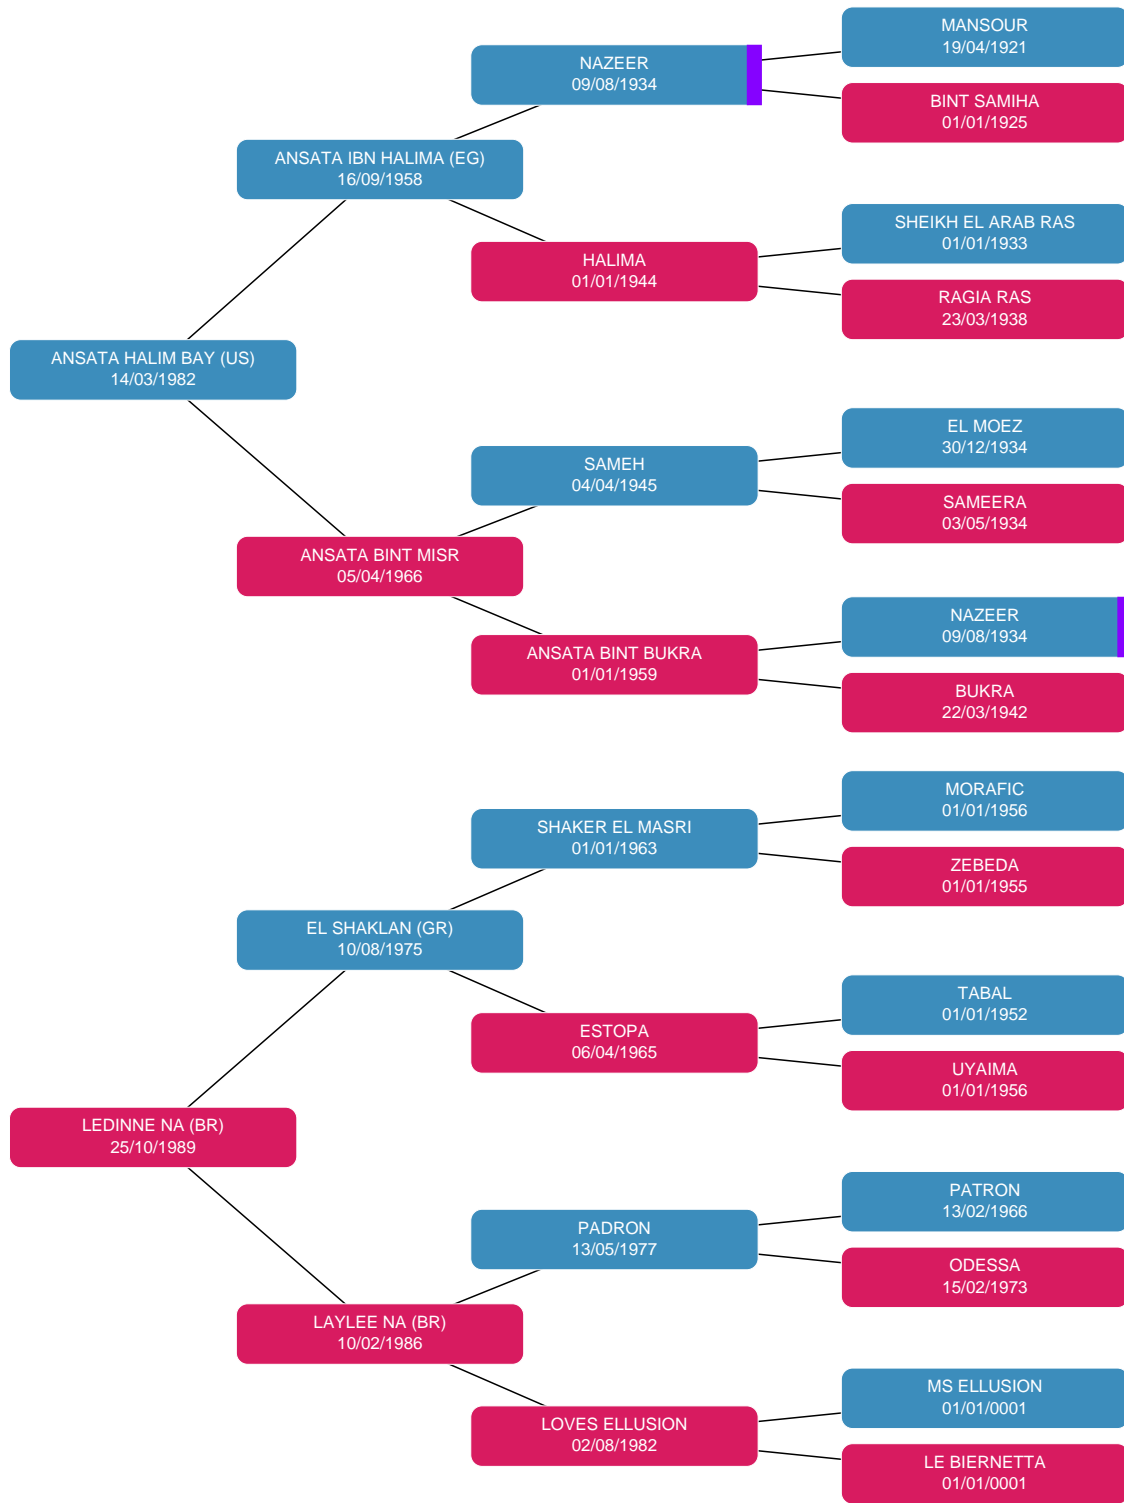 MANSOUR
19/04/1921
NAZEER
09/08/1934
BINT SAMIHA
01/01/1925
ANSATA IBN HALIMA (EG)
16/09/1958
SHEIKH EL ARAB RAS
01/01/1933
HALIMA
01/01/1944
RAGIA RAS
23/03/1938
ANSATA HALIM BAY (US)
14/03/1982
EL MOEZ
30/12/1934
SAMEH
04/04/1945
SAMEERA
03/05/1934
ANSATA BINT MISR
05/04/1966
NAZEER
09/08/1934
ANSATA BINT BUKRA
01/01/1959
BUKRA
22/03/1942
MORAFIC
01/01/1956
SHAKER EL MASRI
01/01/1963
ZEBEDA
01/01/1955
EL SHAKLAN (GR)
10/08/1975
TABAL
01/01/1952
ESTOPA
06/04/1965
UYAIMA
01/01/1956
LEDINNE NA (BR)
25/10/1989
PATRON
13/02/1966
PADRON
13/05/1977
ODESSA
15/02/1973
LAYLEE NA (BR)
10/02/1986
MS ELLUSION
01/01/0001
LOVES ELLUSION
02/08/1982
LE BIERNETTA
01/01/0001